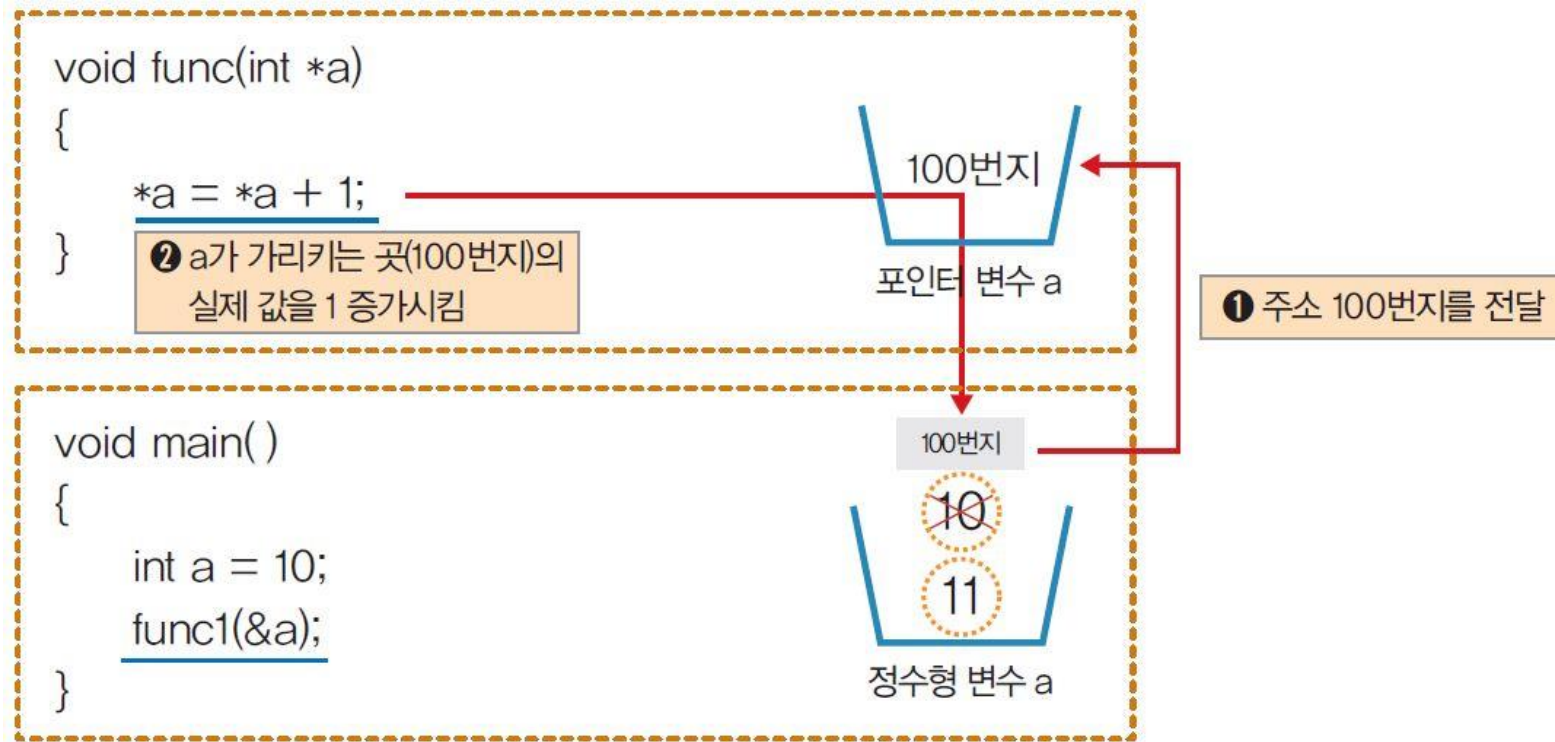 void func(int *a)
{
*a = *a + 1;
}
❷ a가 가리키는 곳(100번지)의
실제 값을 1 증가시킴
100번지
포인터 변수 a
❶ 주소 100번지를 전달
void main( )
{
int a = 10;
func1(&a);
}
100번지
10
11
정수형 변수 a